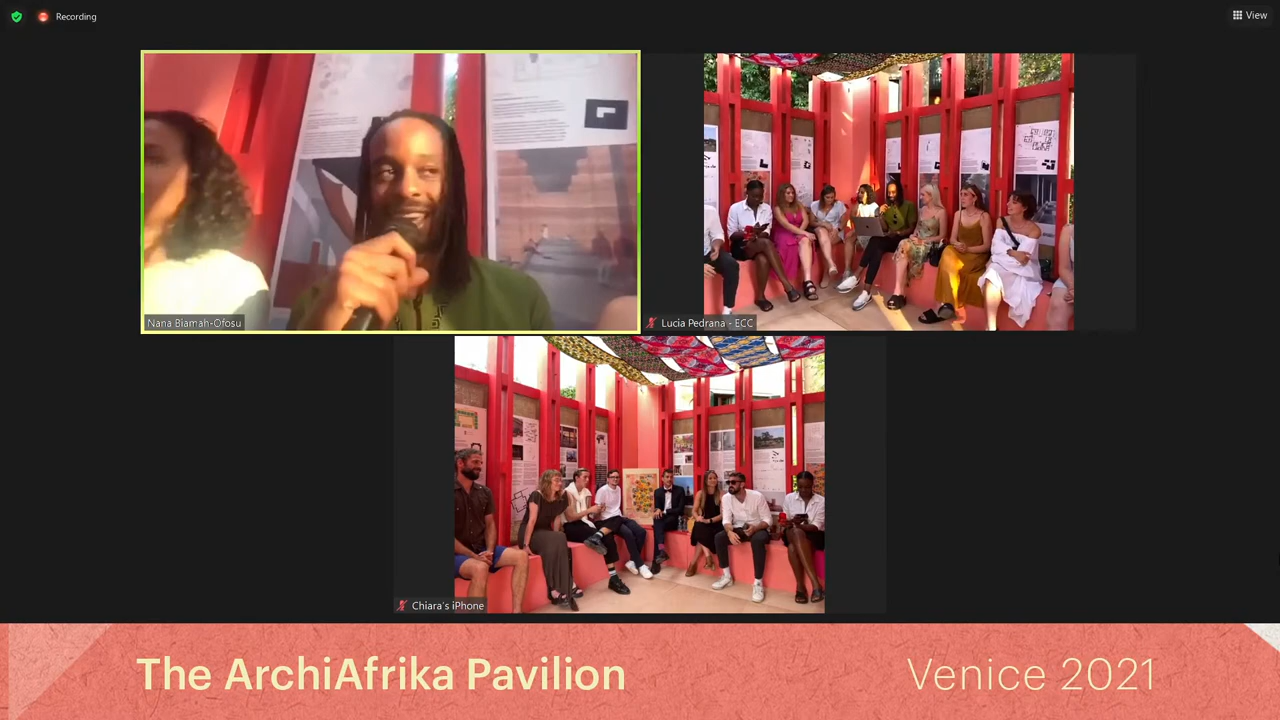 Recording
View
Nana Biamah-Ofosu
Lucia Pedrana - ECC
Chiara's iPhone
The ArchiAfrika Pavilion
Venice 2021